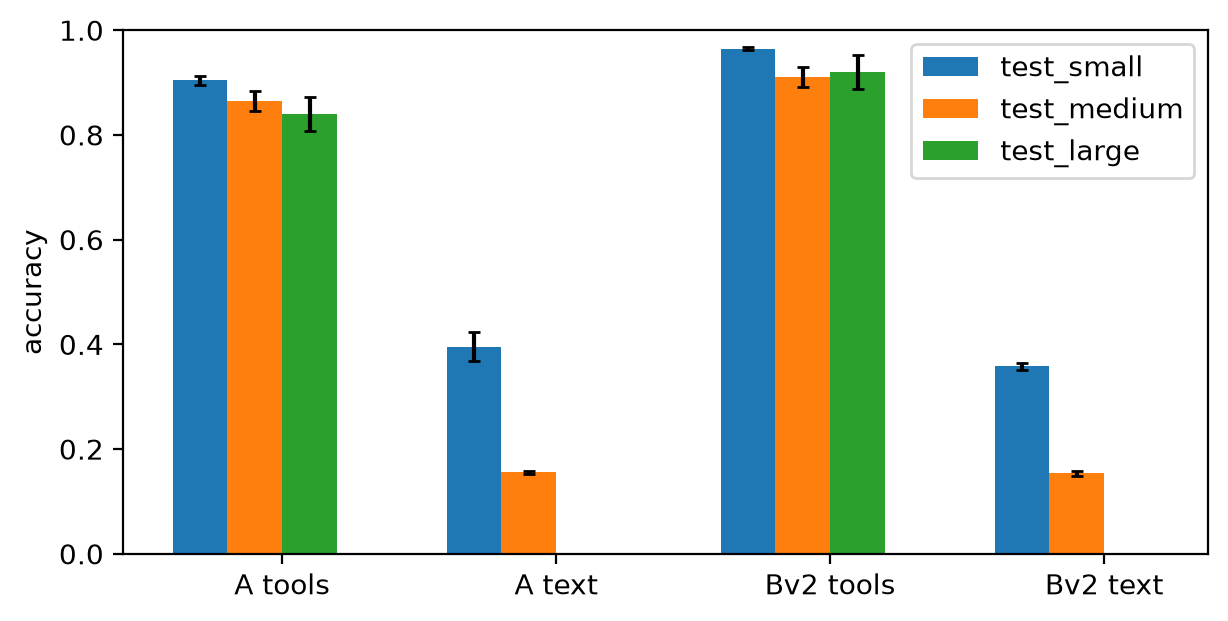 1.0
0.8
0.6
0.4
0.2
0.0
accuracy
test_small
test_medium
test_large
A tools
A text
Bv2 tools
Bv2 text